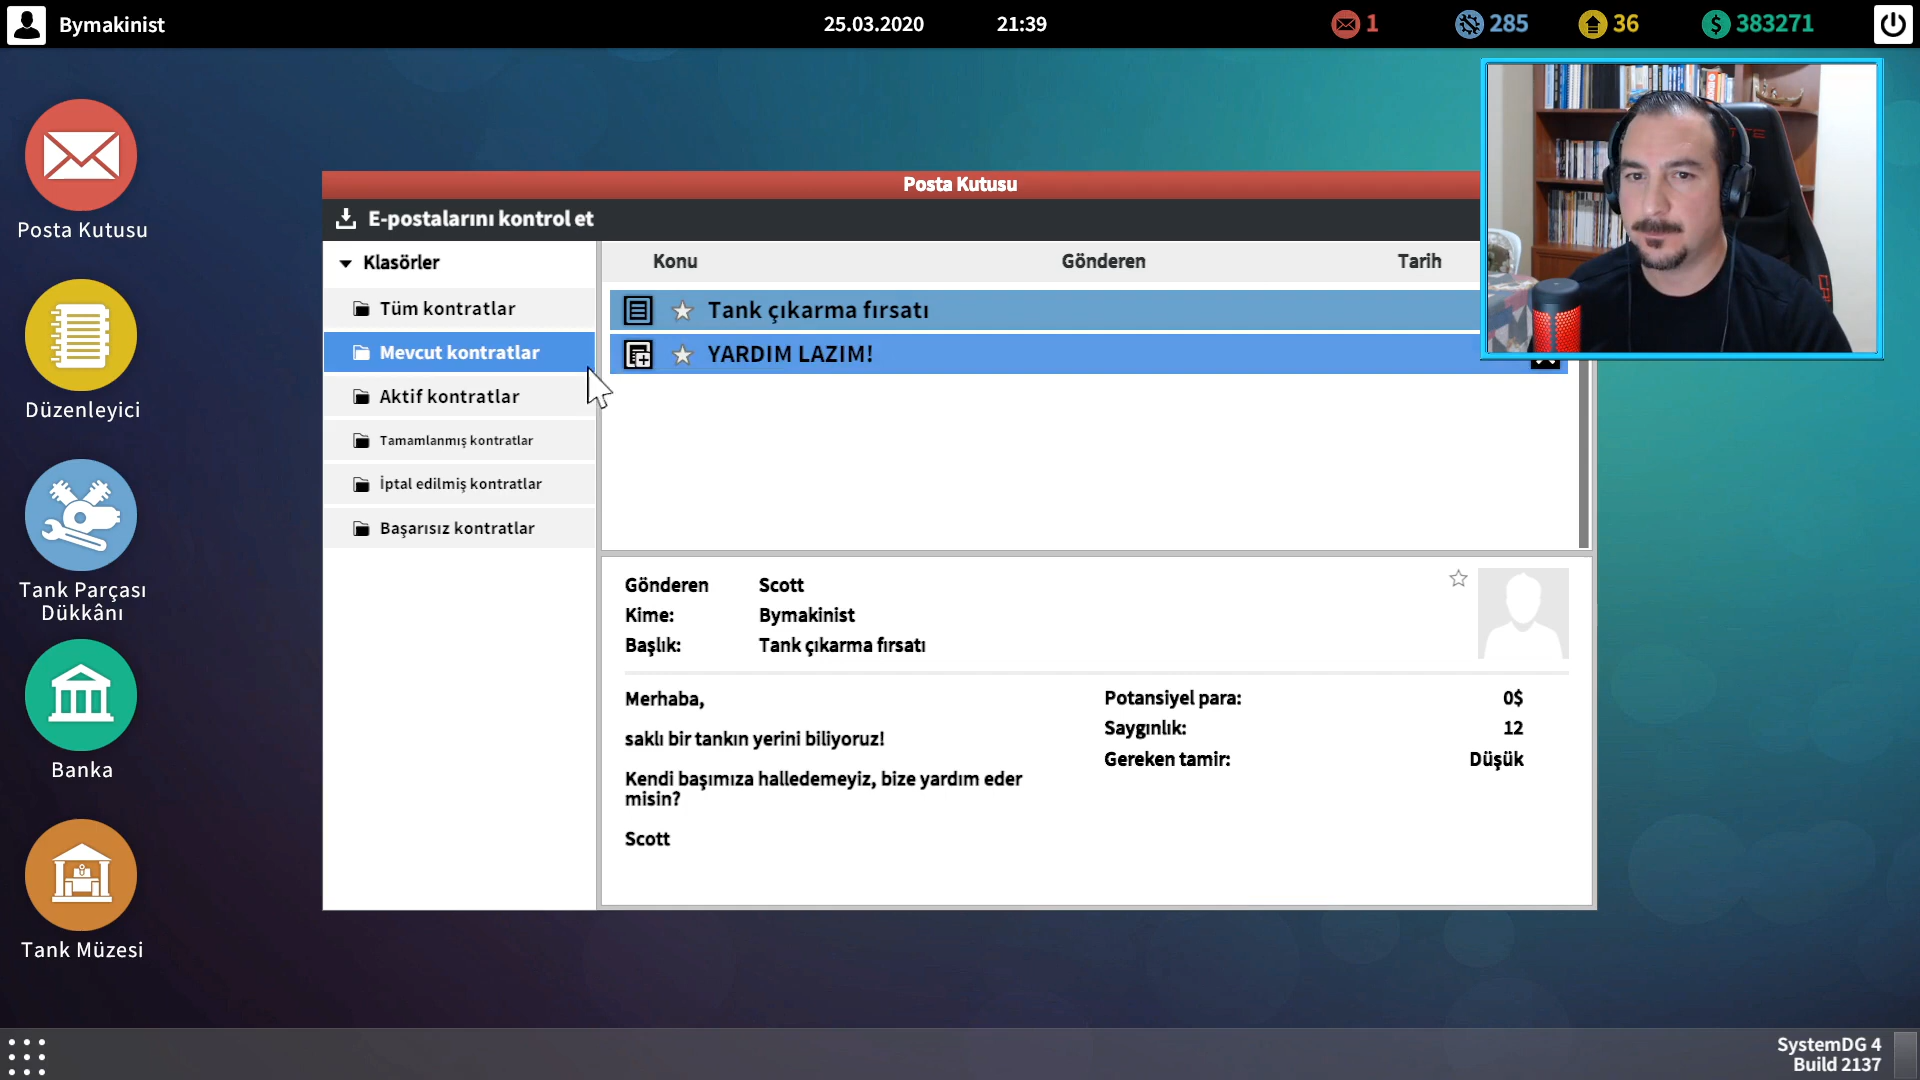 Bymakinist
25.03.2020
21:39
1
285
36
383271
Posta Kutusu
Düzenleyici
Tank Parçası
Dükkânı
Banka
Tank Müzesi
Posta Kutusu
E-postalarını kontrol et
Klasörler
Tüm kontratlar
Mevcut kontratlar
Aktif kontratlar
Tamamlanmış kontratlar
İptal edilmiş kontratlar
Başarısız kontratlar
Konu
Gönderen
Tarih
Tank çıkarma fırsatı
YARDIM LAZIM!
Gönderen Scott
Kime: Bymakinist
Başlık: Tank çıkarma fırsatı
Merhaba,
saklı bir tankın yerini biliyoruz!
Kendi başımıza halledemeyiz, bize yardım eder
misin?
Scott
Potansiyel para: 0$
Saygınlık: 12
Gereken tamir: Düşük
SystemDG 4
Build 2137